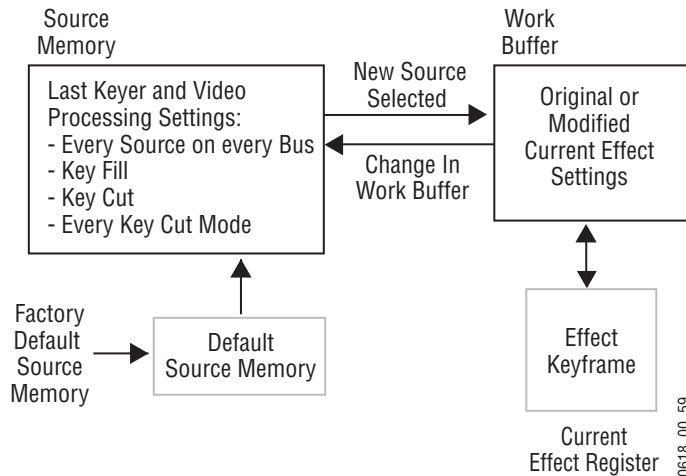 Source
Memory
Work
Buffer
Last Keyer and Video
Processing Settings:
- Every Source on every Bus
- Key Fill
- Key Cut
- Every Key Cut Mode
New Source
Selected
Change In
Work Buffer
Original or
Modified
Current Effect
Settings
Factory
Default
Source
Memory
Default
Source Memory
Effect
Keyframe
Current
Effect Register
0618_00_59